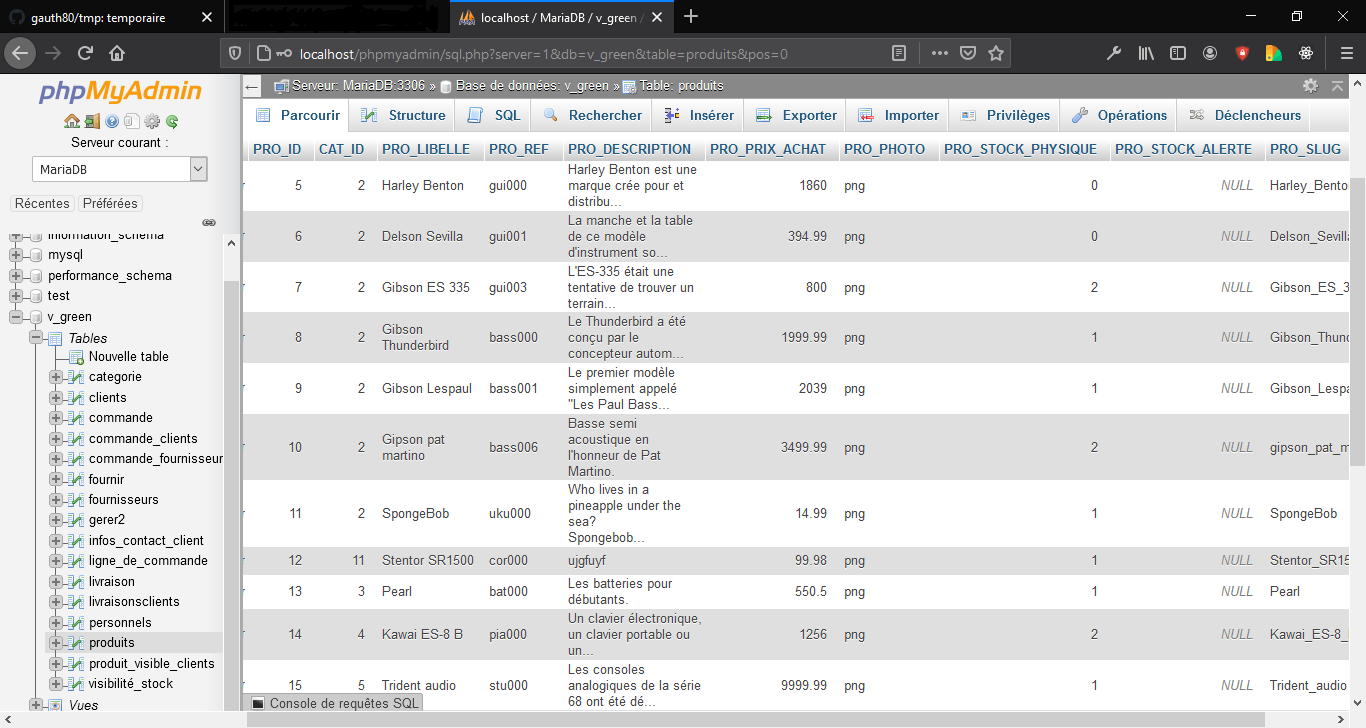 gauth80/tmp: temporaire
localhost / MariaDB / v_green /
localhost/phpmyadmin/sql.php?server=1&db=v_green&table=produits&pos=0
phpMyAdmin
Serveur courant :
MariaDB
Récentes Préférées
information_schema
mysql
performance_schema
test
v_green
Tables
Nouvelle table
categorie
clients
commande
commande_clients
commande_fournisseur
fournir
fournisseurs
gerer2
infos_contact_client
ligne_de_commande
livraison
livraisonsclients
personnels
produits
produit_visible_clients
visibilité_stock
Vues
Serveur: MariaDB:3306 » Base de données: v_green » Table: produits
Parcourir Structure SQL Rechercher Insérer Exporter Importer Privilèges Opérations Déclencheurs
PRO_ID CAT_ID PRO_LIBELLE PRO_REF PRO_DESCRIPTION PRO_PRIX_ACHAT PRO_PHOTO PRO_STOCK_PHYSIQUE PRO_STOCK_ALERTE PRO_SLUG
Harley Benton est une
5 2 Harley Benton gui000 marque crée pour et 1860 png 0 NULL Harley_Bento
distribu...
La manche et la table
6 2 Delson Sevilla gui001 de ce modèle 394.99 png 0 NULL Delson_Sevill
d'instrument so...
L'ES-335 était une
7 2 Gibson ES 335 gui003 tentative de trouver un 800 png 2 NULL Gibson_ES_3
terrain...
Le Thunderbird a été
8 2 Gibson Thunderbird bass000 conçu par le 1999.99 png 1 NULL Gibson_Thund
concepteur autom...
Le premier modèle
9 2 Gibson Lespaul bass001 simplement appelé 2039 png 1 NULL Gibson_Lespa
"Les Paul Bass...
Basse semi
10 2 Gipson pat martino bass006 acoustique en 3499.99 png 2 NULL gipson_pat_m
l'honneur de Pat
Martino.
Who lives in a
11 2 SpongeBob uku000 pineapple under the 14.99 png 1 NULL SpongeBob
sea?
Spongebob...
12 11 Stentor SR1500 cor000 ujgfuyf 99.98 png 1 NULL Stentor_SR15
Les batteries pour
13 3 Pearl bat000 débutants. 550.5 png 1 NULL Pearl
Un clavier électronique,
14 4 Kawai ES-8 B pia000 un clavier portable ou 1256 png 2 NULL Kawai_ES-8_
un...
Les consoles
15 5 Trident audio stu000 analogiques de la série 9999.99 png 1 NULL Trident_audio
68 ont été dé...
Console de requêtes SQL